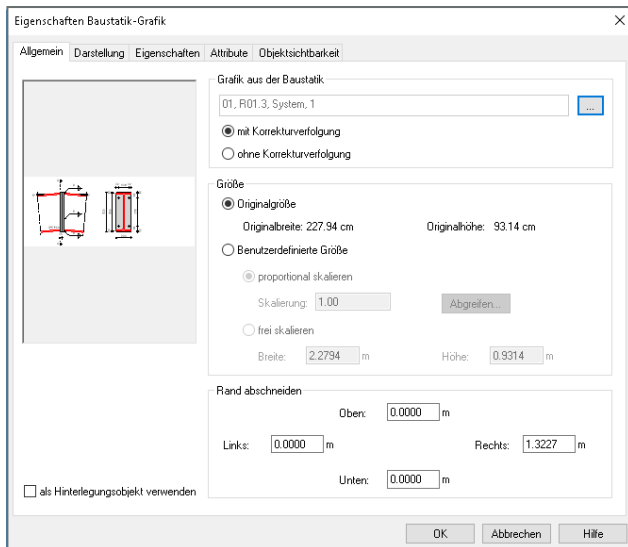 Eigenschaften Baustatik-Grafik
Allgemein Darstellung Eigenschaften Attribute Objektsichtbarkeit
Grafik aus der Baustatik
01, R01.3, System, 1
...
mit Korrekturverfolgung
ohne Korrekturverfolgung
Größe
Originalgröße
Originalbreite: 227.94 cm Originalhöhe: 93.14 cm
Benutzerdefinierte Größe
proportional skalieren
Skalierung: 1.00 Abgreifen...
frei skalieren
Breite: 2.2794 m Höhe: 0.9314 m
Rand abschneiden
Oben: 0.0000 m
Links: 0.0000 m Rechts: 1.3227 m
Unten: 0.0000 m
als Hinterlegungsobjekt verwenden
OK Abbrechen Hilfe